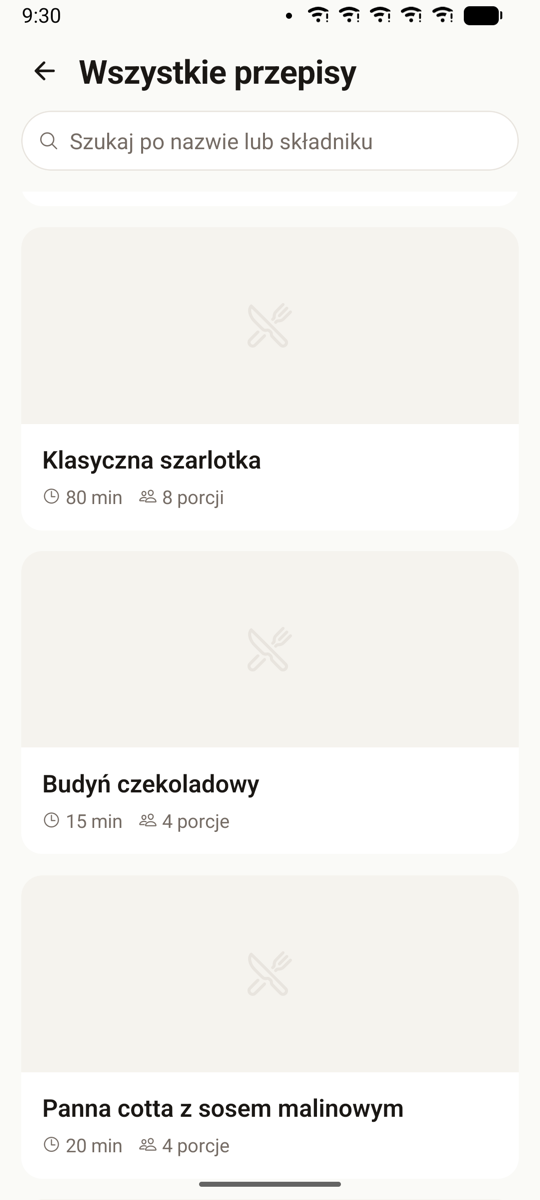 9:30
Wszystkie przepisy
Szukaj po nazwie lub składniku
Klasyczna szarlotka
80 min 8 porcji
Budyń czekoladowy
15 min 4 porcje
Panna cotta z sosem malinowym
20 min 4 porcje